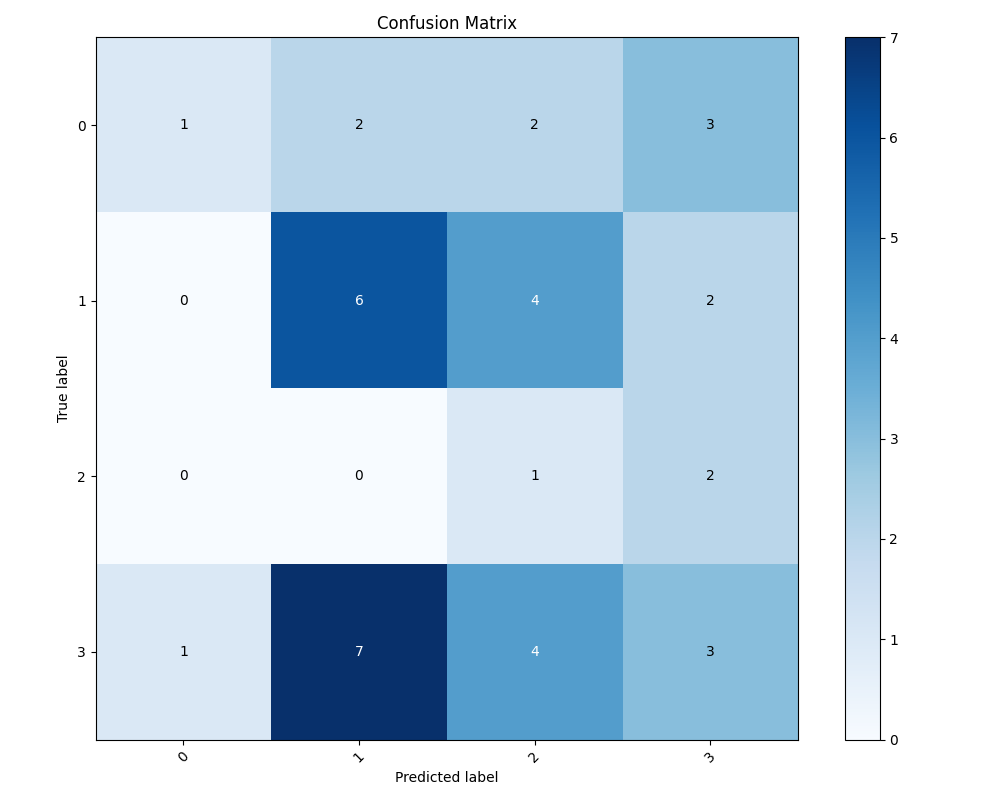 Confusion Matrix
0 1 2 2 3
1 0 6 4 2
2 0 0 1 2
3 1 7 4 3
0 1 2 3
True label
Predicted label
7
6
5
4
3
2
1
0